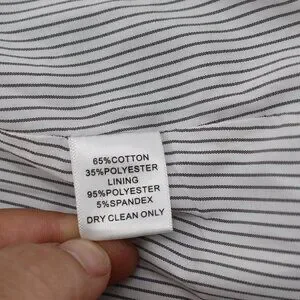 65%COTTON
35%POLYESTER
LINING
95%POLYESTER
5%SPANDEX
DRY CLEAN ONLY